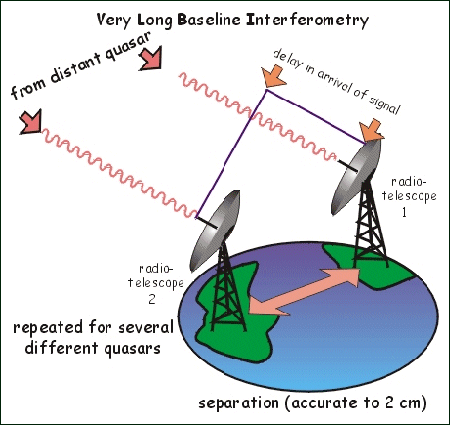 Very Long Baseline Interferometry
from distant quasar
delay in arrival of signal
radio-
telescope
1
radio-
telescope
2
repeated for several
different quasars
separation (accurate to 2 cm)